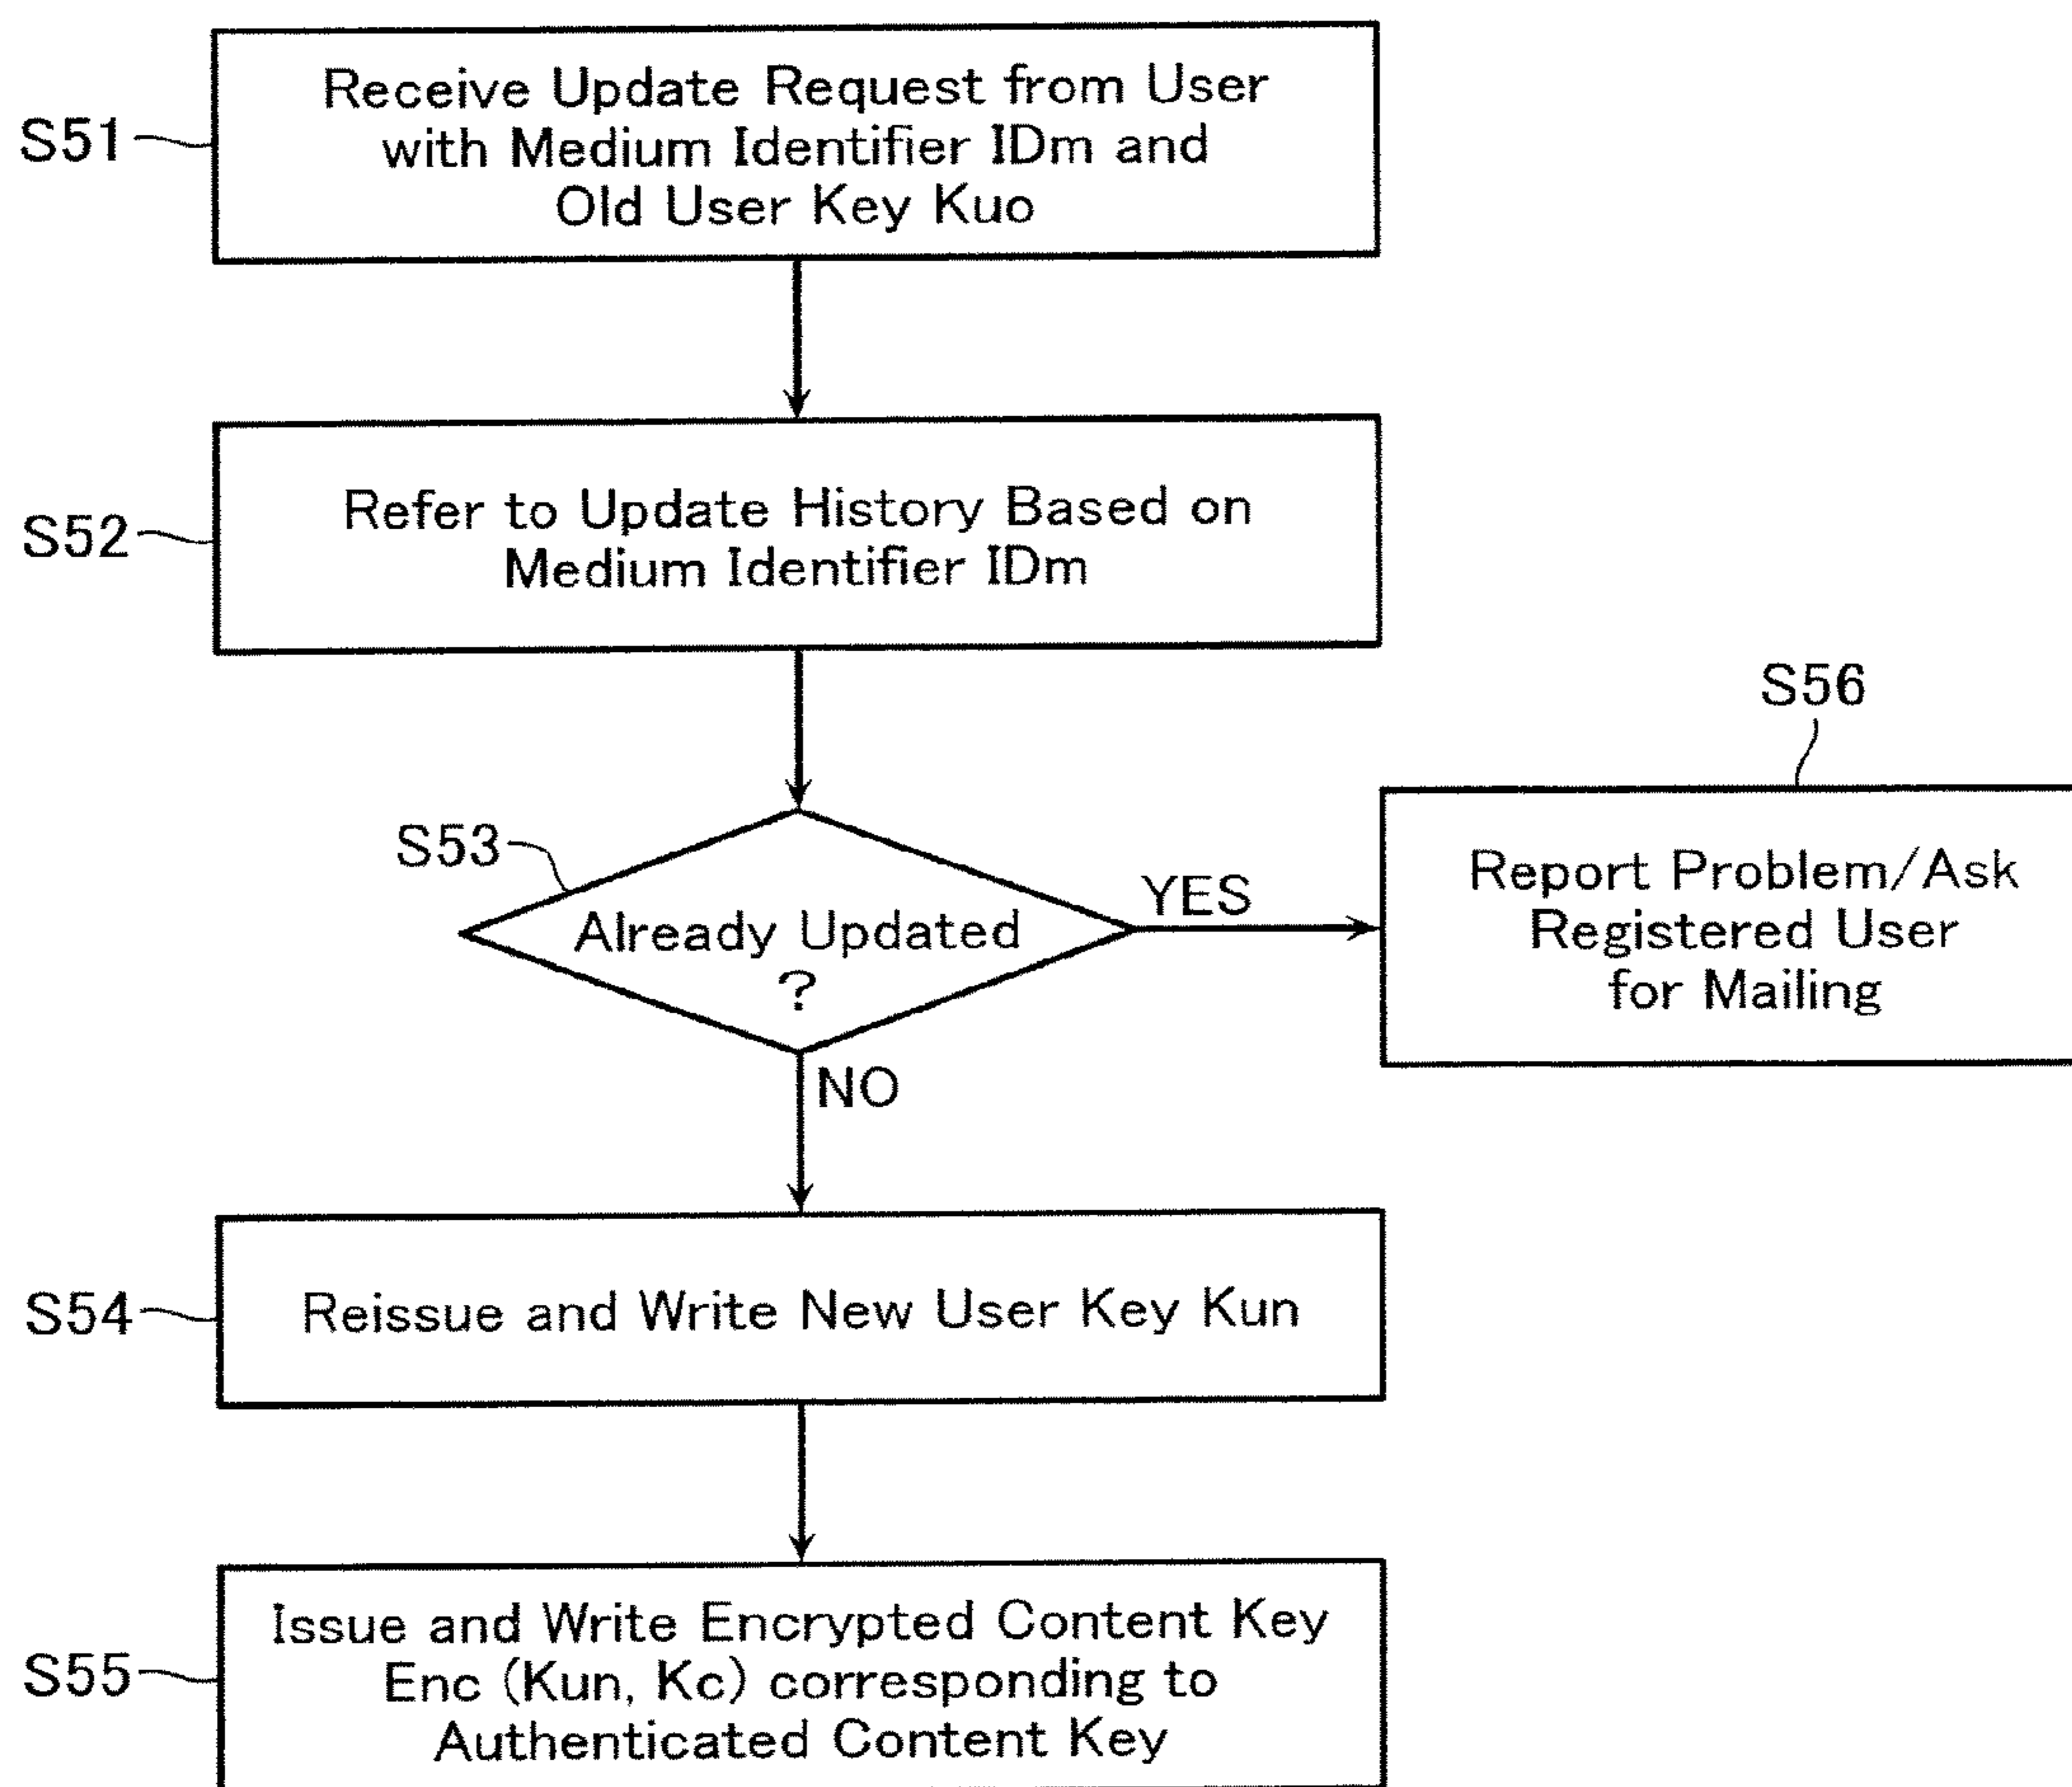 S51
Receive Update Request from User
with Medium Identifier IDm and
Old User Key Kuo
S52
Refer to Update History Based on
Medium Identifier IDm
S53
Already Updated
?
YES
NO
S56
Report Problem/Ask
Registered User
for Mailing
S54
Reissue and Write New User Key Kun
S55
Issue and Write Encrypted Content Key
Enc (Kun, Kc) corresponding to
Authenticated Content Key